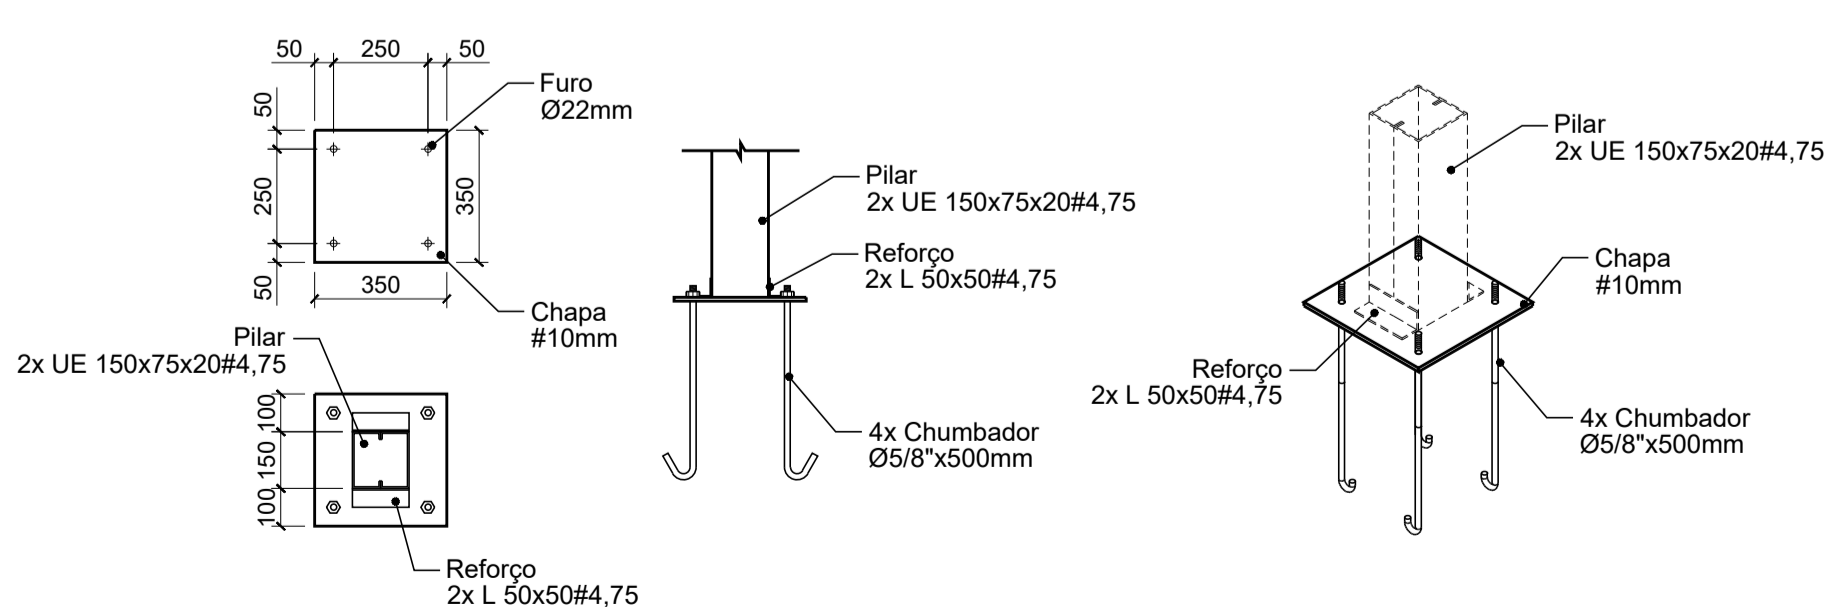 50
250
50
Furo
Ø22mm
50
250
50
350
350
Chapa
#10mm
Pilar
2x UE 150x75x20#4,75
100
150
100
Reforço
2x L 50x50#4,75
Pilar
2x UE 150x75x20#4,75
Reforço
2x L 50x50#4,75
4x Chumbador
Ø5/8"x500mm
Pilar
2x UE 150x75x20#4,75
Chapa
#10mm
Reforço
2x L 50x50#4,75
4x Chumbador
Ø5/8"x500mm